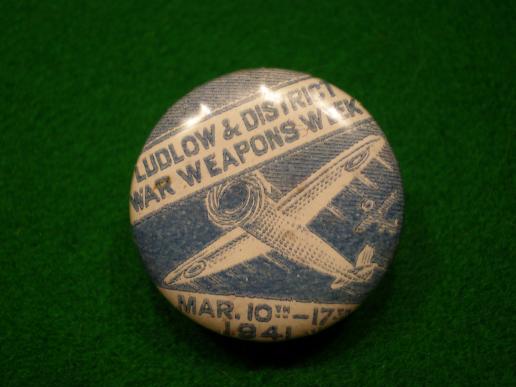 LUDLOW & DISTRICT
WAR WEAPONS WEEK
MAR. 10TH - 17TH
1941